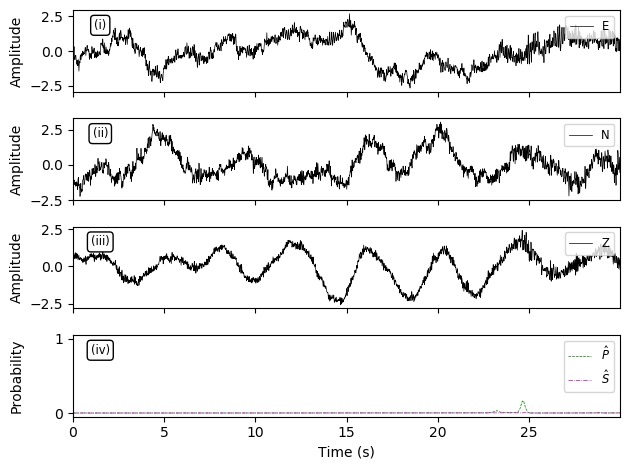 2.5
0.0
−2.5
Amplitude
(i)
E
2.5
0.0
−2.5
Amplitude
(ii)
N
2.5
0.0
−2.5
Amplitude
(iii)
Z
1
0
Probability
(iv)
P̂
Ŝ
0 5 10 15 20 25
Time (s)